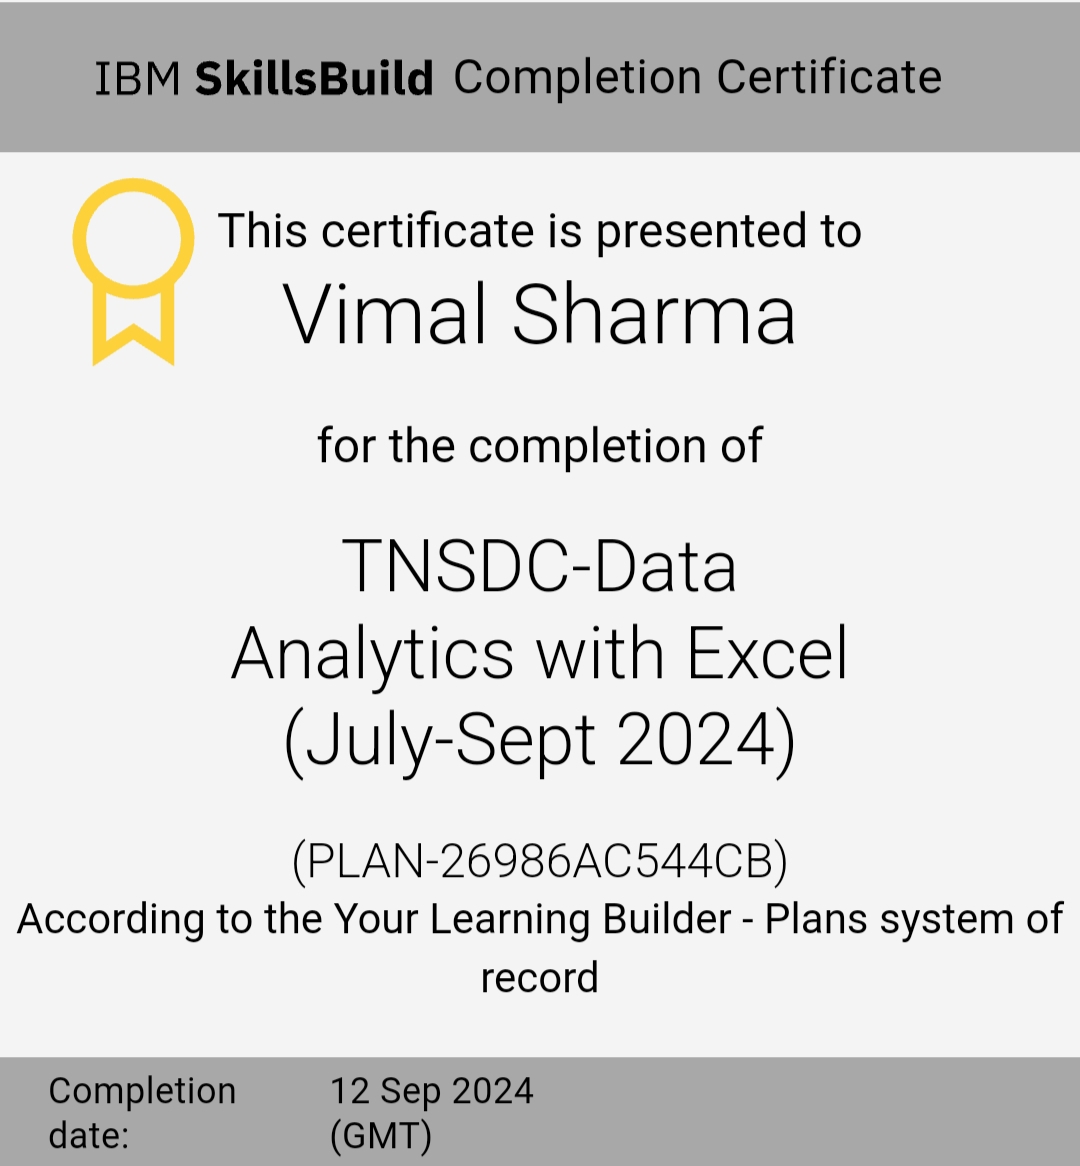 IBM SkillsBuild Completion Certificate
This certificate is presented to
Vimal Sharma
for the completion of
TNSDC-Data
Analytics with Excel
(July-Sept 2024)
(PLAN-26986AC544CB)
According to the Your Learning Builder - Plans system of
record
Completion date: 12 Sep 2024 (GMT)